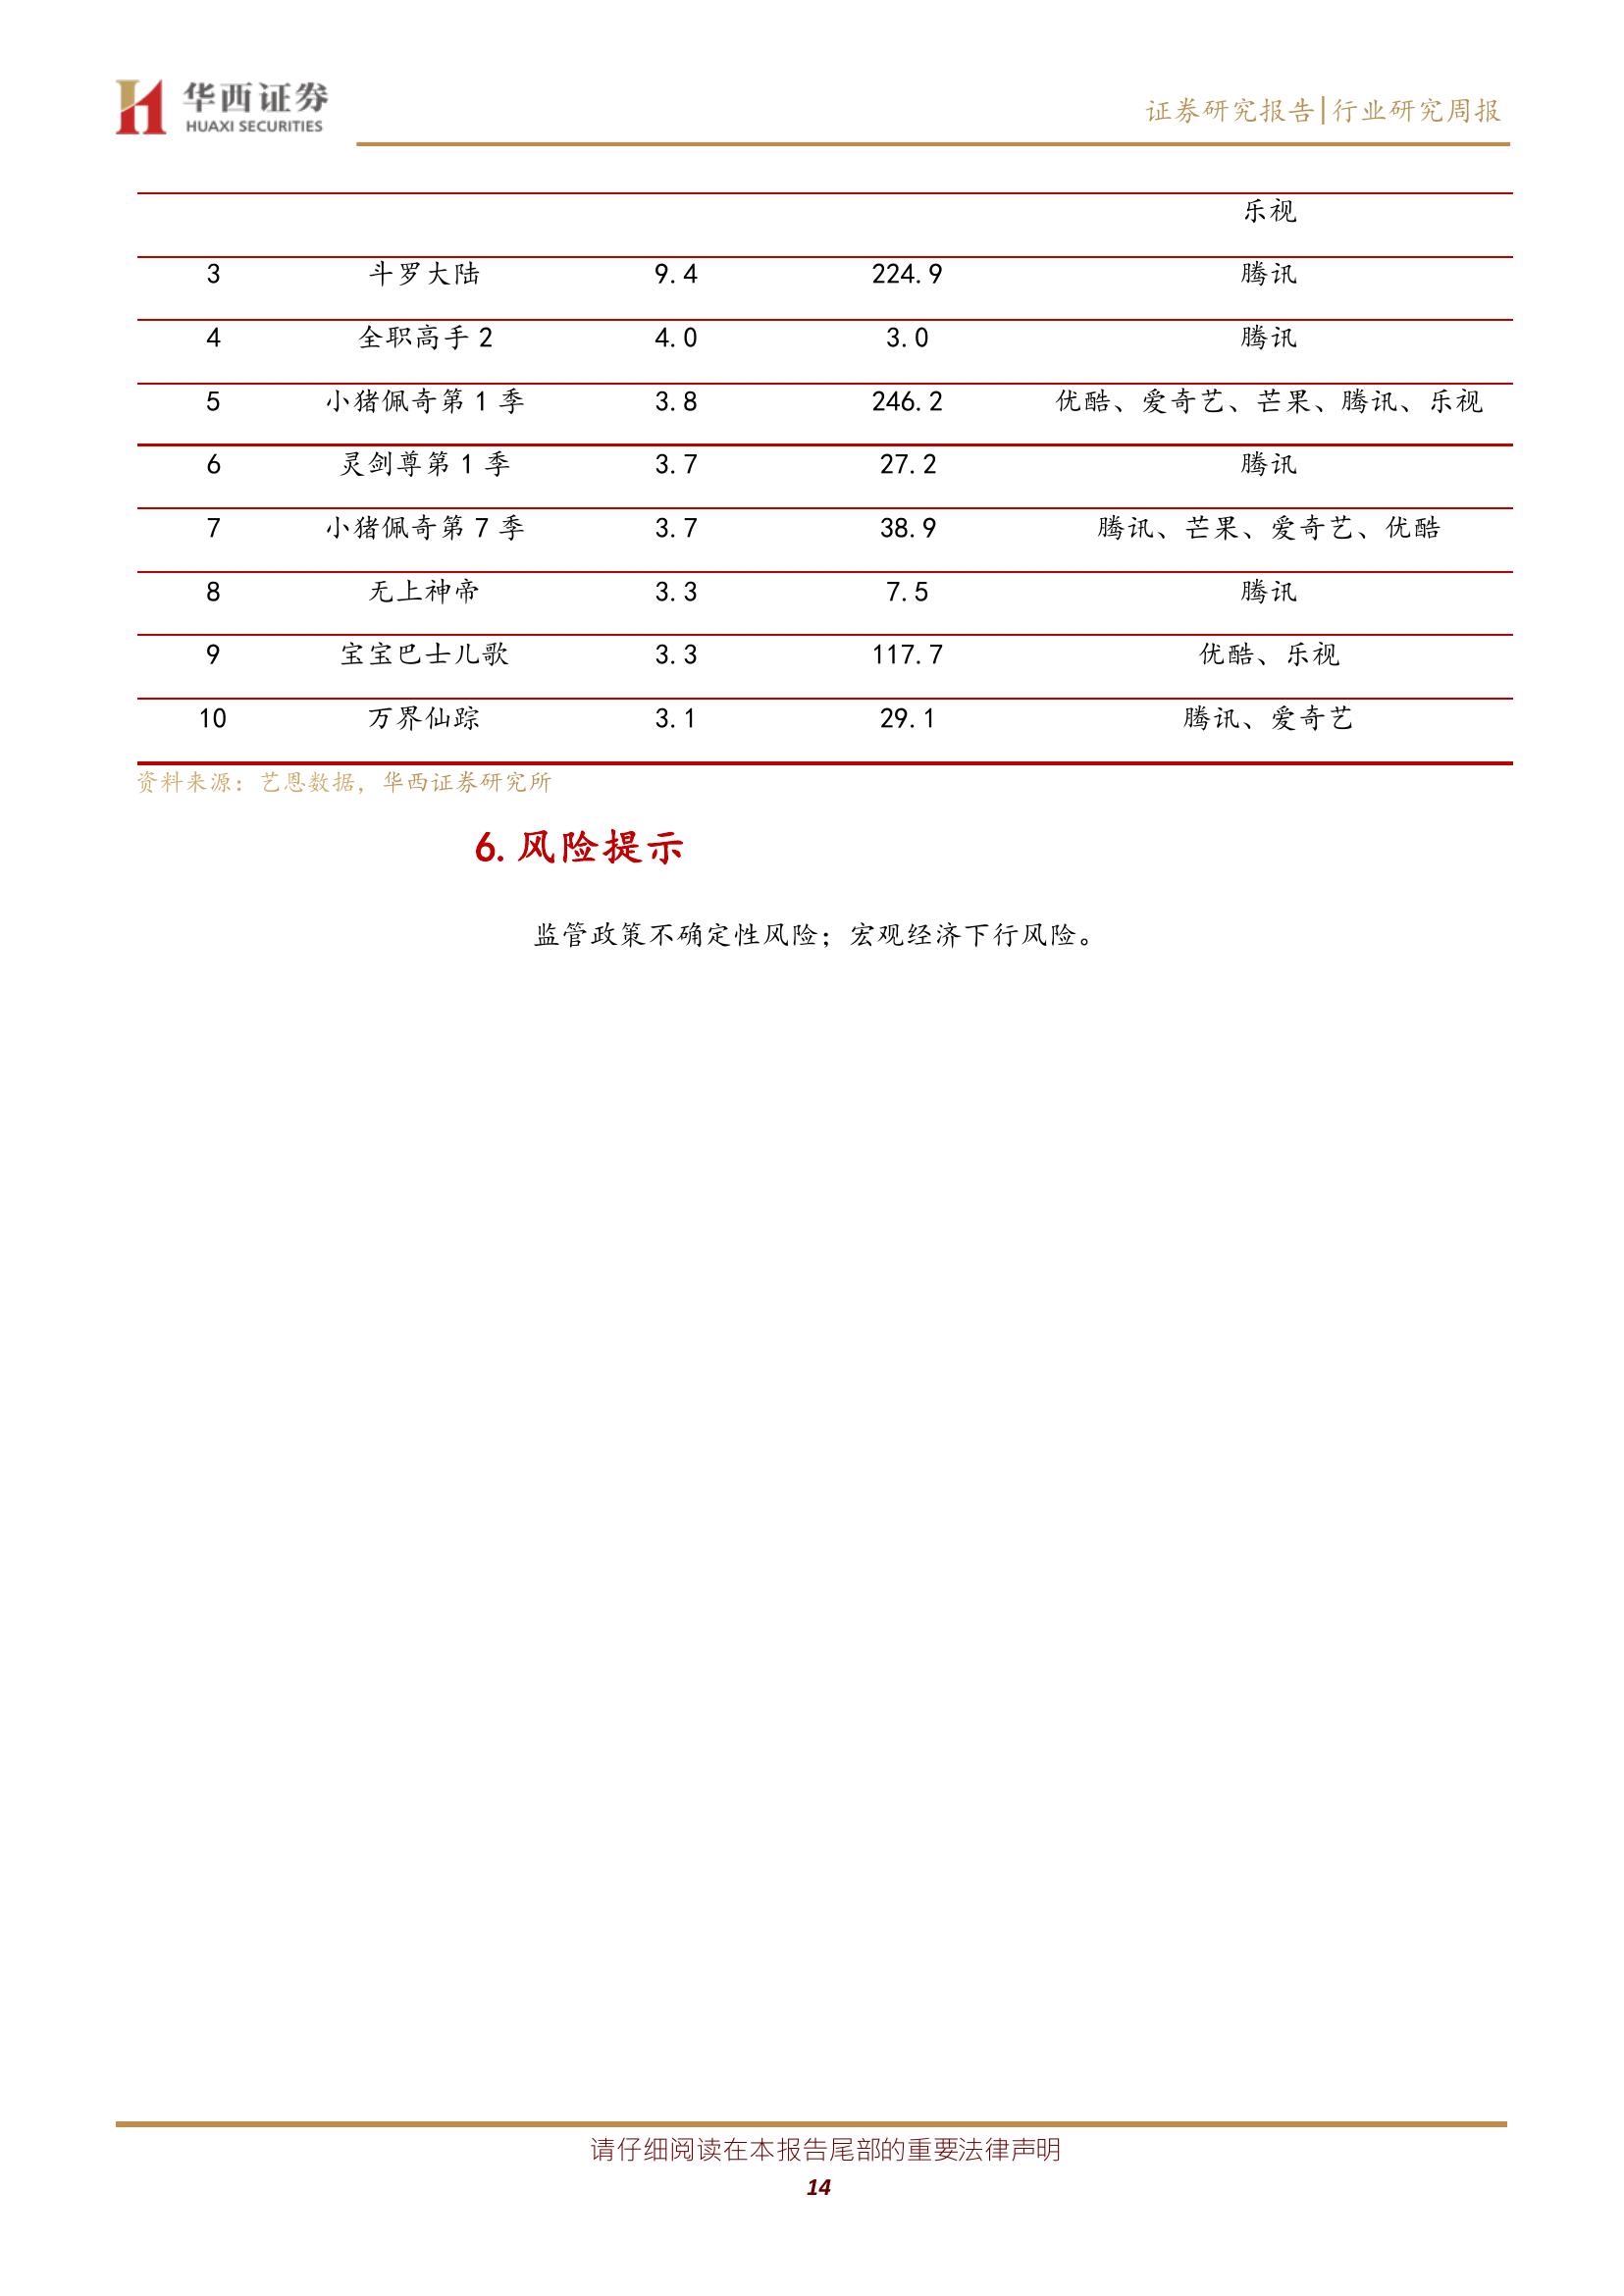 华西证券
HUAXI SECURITIES
证券研究报告|行业研究周报
乐视
3 斗罗大陆 9.4 224.9 腾讯
4 全职高手 2 4.0 3.0 腾讯
5 小猪佩奇第 1 季 3.8 246.2 优酷、爱奇艺、芒果、腾讯、乐视
6 灵剑尊第 1 季 3.7 27.2 腾讯
7 小猪佩奇第 7 季 3.7 38.9 腾讯、芒果、爱奇艺、优酷
8 无上神帝 3.3 7.5 腾讯
9 宝宝巴士儿歌 3.3 117.7 优酷、乐视
10 万界仙踪 3.1 29.1 腾讯、爱奇艺
资料来源：艺恩数据，华西证券研究所
6.风险提示
监管政策不确定性风险；宏观经济下行风险。
请仔细阅读在本报告尾部的重要法律声明
14